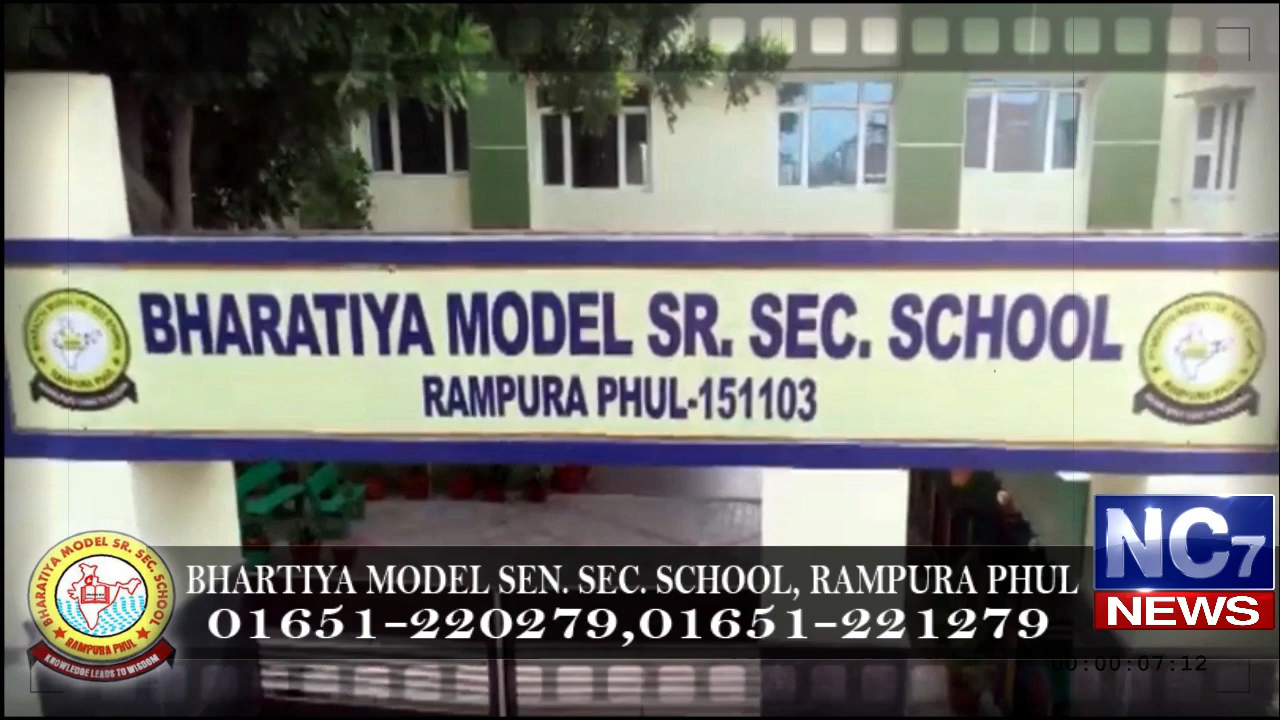 BHARATIYA MODEL SR. SEC. SCHOOL
RAMPURA PHUL-151103
BHARATIYA MODEL SR. SEC. SCHOOL
RAMPURA PHUL
KNOWLEDGE LEADS TO WISDOM
BHARTIYA MODEL SEN. SEC. SCHOOL, RAMPURA PHUL
01651-220279,01651-221279
NC7
NEWS
00:00:07:12